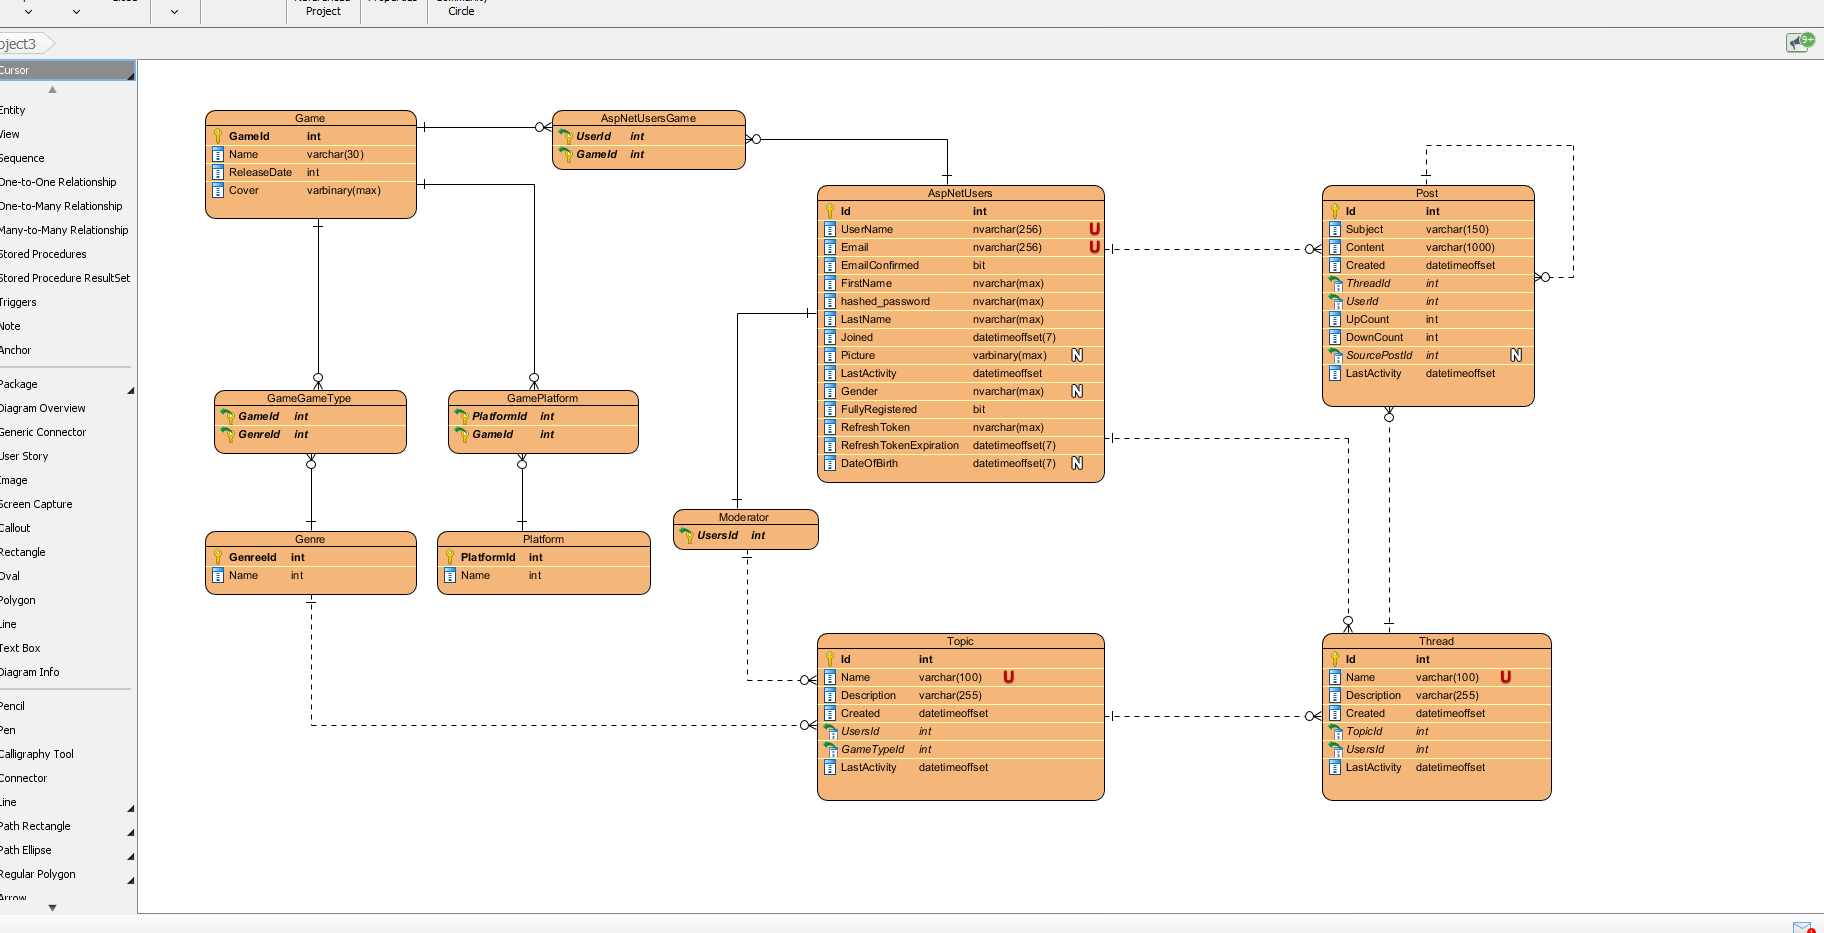 Project
Circle
oject3
9+
Cursor
Entity
View
Sequence
One-to-One Relationship
One-to-Many Relationship
Many-to-Many Relationship
Stored Procedures
Stored Procedure ResultSet
Triggers
Note
Anchor
Package
Diagram Overview
Generic Connector
User Story
Image
Screen Capture
Callout
Rectangle
Oval
Polygon
Line
Text Box
Diagram Info
Pencil
Pen
Calligraphy Tool
Connector
Line
Path Rectangle
Path Ellipse
Regular Polygon
Arrow
Game
GameId int
Name varchar(30)
ReleaseDate int
Cover varbinary(max)
AspNetUsersGame
UserId int
GameId int
AspNetUsers
Id int
UserName nvarchar(256) U
Email nvarchar(256) U
EmailConfirmed bit
FirstName nvarchar(max)
hashed_password nvarchar(max)
LastName nvarchar(max)
Joined datetimeoffset(7)
Picture varbinary(max) N
LastActivity datetimeoffset
Gender nvarchar(max) N
FullyRegistered bit
RefreshToken nvarchar(max)
RefreshTokenExpiration datetimeoffset(7)
DateOfBirth datetimeoffset(7) N
Post
Id int
Subject varchar(150)
Content varchar(1000)
Created datetimeoffset
ThreadId int
UserId int
UpCount int
DownCount int
SourcePostId int N
LastActivity datetimeoffset
GameGameType
GameId int
GenreId int
GamePlatform
PlatformId int
GameId int
Genre
GenreeId int
Name int
Platform
PlatformId int
Name int
Moderator
UsersId int
Topic
Id int
Name varchar(100) U
Description varchar(255)
Created datetimeoffset
UsersId int
GameTypeId int
LastActivity datetimeoffset
Thread
Id int
Name varchar(100) U
Description varchar(255)
Created datetimeoffset
TopicId int
UsersId int
LastActivity datetimeoffset